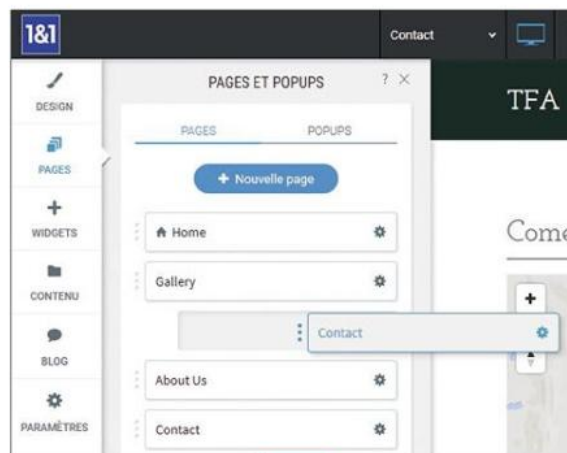 1&1
Contact
DESIGN
PAGES
WIDGETS
CONTENU
BLOG
PARAMÈTRES
PAGES ET POPUPS
?
PAGES POPUPS
+ Nouvelle page
Home
Gallery
Contact
About Us
Contact
TFA
Come
+